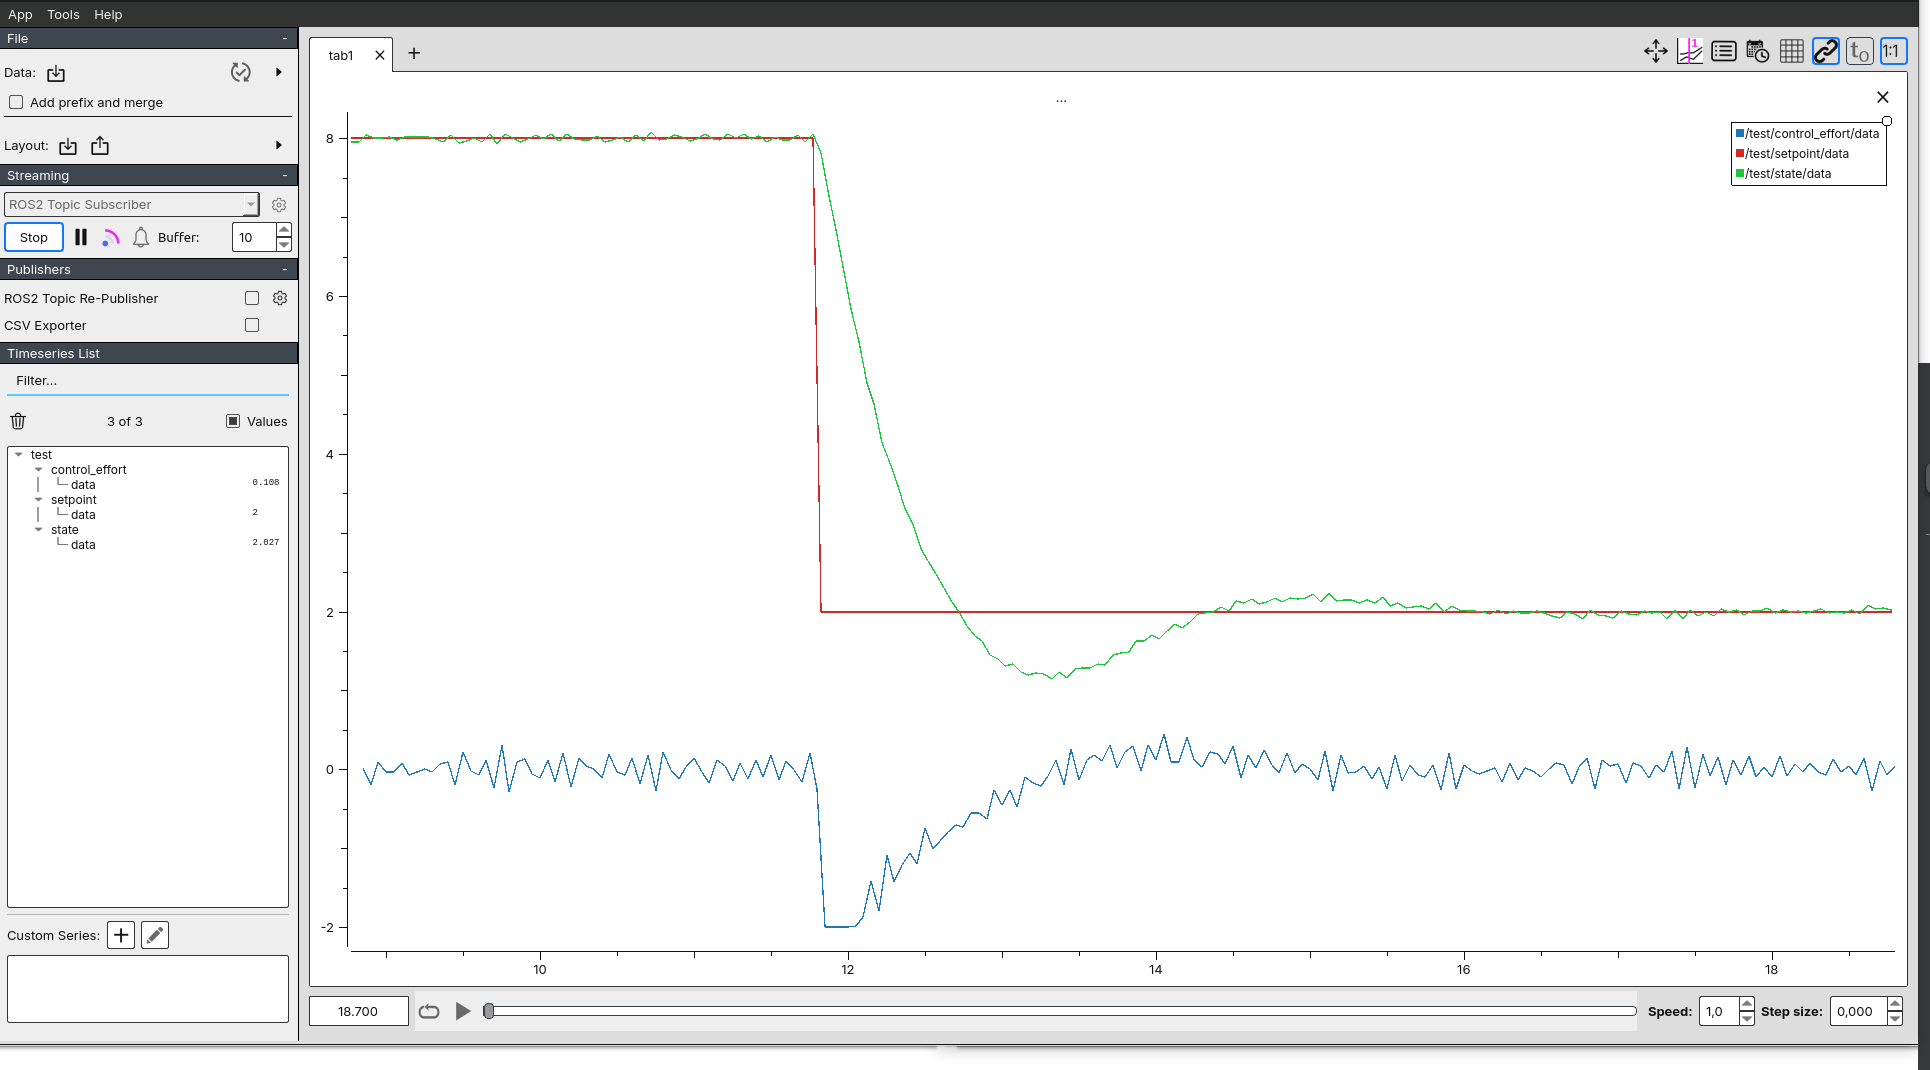 App Tools Help
File -
Data:
Add prefix and merge
Layout:
Streaming -
ROS2 Topic Subscriber
Stop Buffer: 10
Publishers -
ROS2 Topic Re-Publisher
CSV Exporter
Timeseries List
Filter...
3 of 3 Values
test
control_effort
data 0.108
setpoint
data 2
state
data 2.027
Custom Series:
tab1
t0 1:1
...
/test/control_effort/data
/test/setpoint/data
/test/state/data
8
6
4
2
0
-2
10 12 14 16 18
18.700 Speed: 1,0 Step size: 0,000